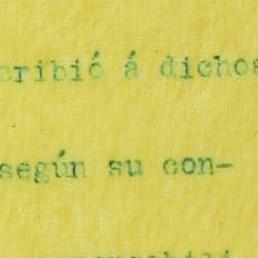 cribió á dichos
según su con-